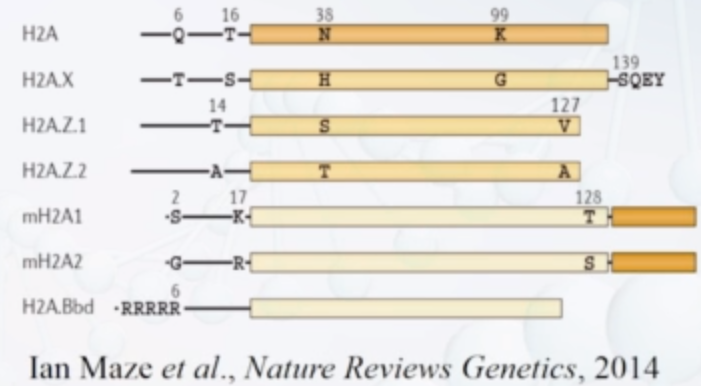 6 16 38 99
H2A Q T N K
139
H2A.X T S H G SQEY
14 127
H2A.Z.1 T S V
H2A.Z.2 A T A
2 17 128
mH2A1 S K T
mH2A2 G R S
6
H2A.Bbd RRRRR
Ian Maze et al., Nature Reviews Genetics, 2014